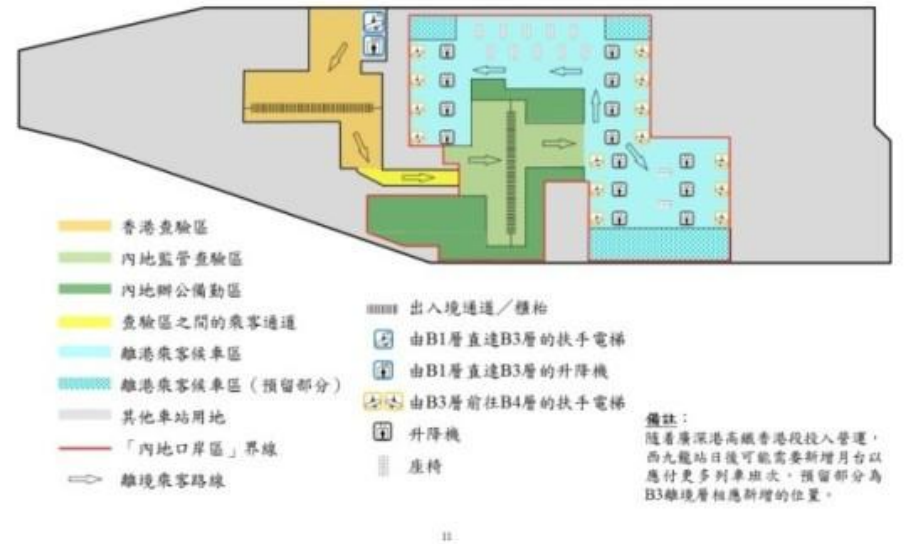 香港查驗區
內地監管查驗區
內地辦公備勤區
查驗區之間的乘客通道
離港乘客候車區
離港乘客候車區（預留部分）
其他車站用地
「內地口岸區」界線
離境乘客路線
出入境通道／櫃枱
由B1層直達B3層的扶手電梯
由B1層直達B3層的升降機
由B3層前往B4層的扶手電梯
升降機
座椅
備註：
隨着廣深港高鐵香港段投入營運，
西九龍站日後可能需要新增月台以
應付更多列車班次，預留部分為
B3離境層相應新增的位置。
11